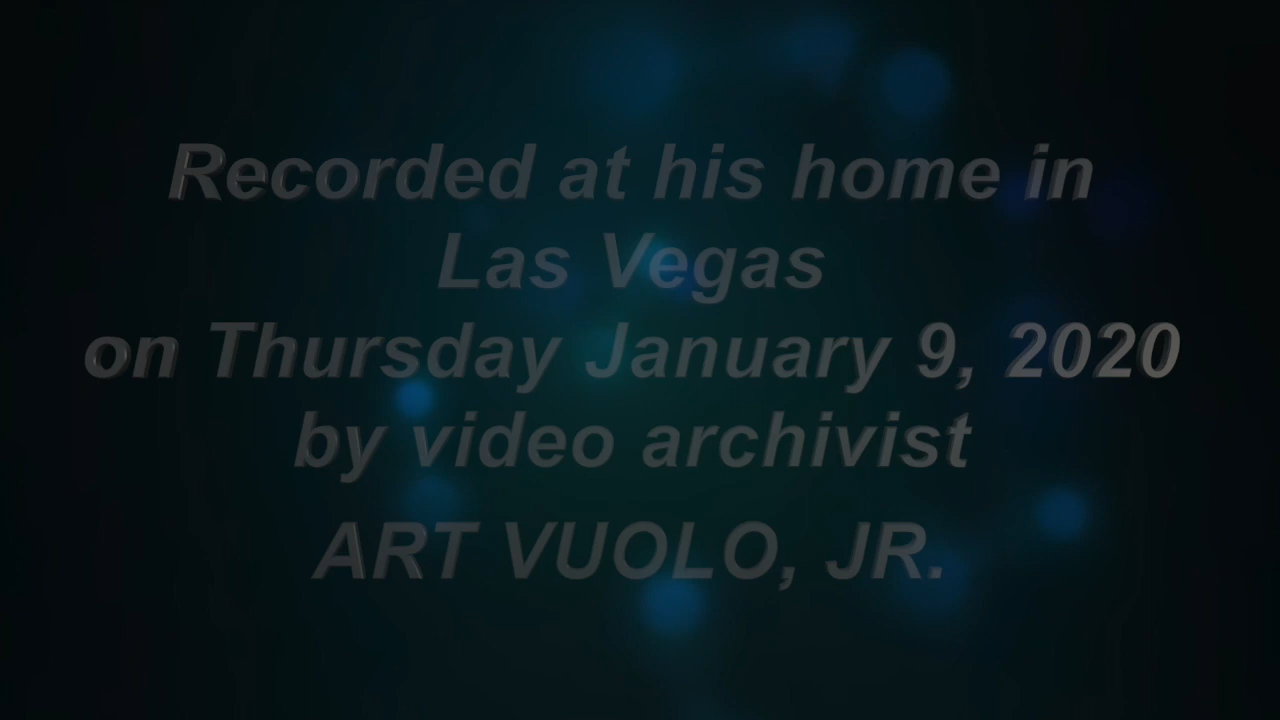 Recorded at his home in
Las Vegas
on Thursday January 9, 2020
by video archivist
ART VUOLO, JR.